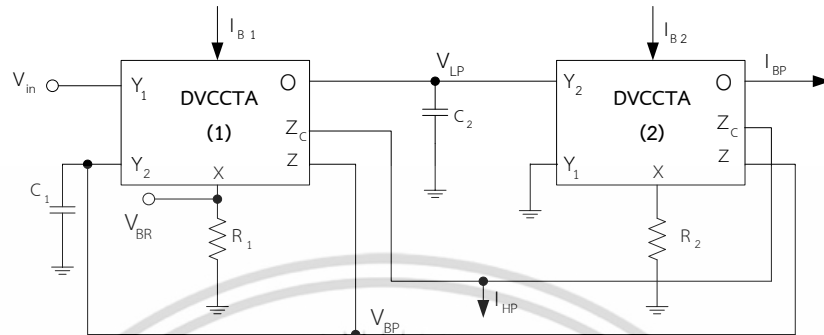 I_B1
I_B2
V_in
Y_1
DVCCTA
(1)
O
Z_C
Z
Y_2
X
V_LP
C_2
Y_2
DVCCTA
(2)
O
Z_C
Z
Y_1
X
I_BP
C_1
V_BR
R_1
R_2
I_HP
V_BP